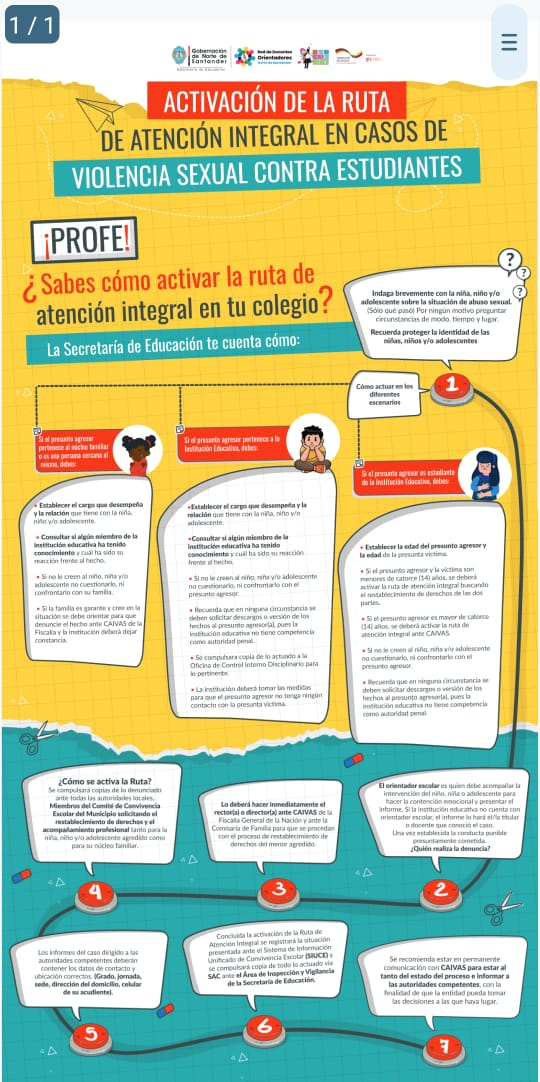 1 / 1
Gobernación
de Norte de
Santander
Secretaría de Educación
Red de Docentes
Orientadores
Norte de Santander
giz
ACTIVACIÓN DE LA RUTA
DE ATENCIÓN INTEGRAL EN CASOS DE
VIOLENCIA SEXUAL CONTRA ESTUDIANTES
¡PROFE!
¿Sabes cómo activar la ruta de
atención integral en tu colegio?
La Secretaría de Educación te cuenta cómo:
?
?
?
Indaga brevemente con la niña, niño y/o
adolescente sobre la situación de abuso sexual.
(Sólo qué pasó) Por ningún motivo preguntar
circunstancias de modo, tiempo y lugar.
Recuerda proteger la identidad de las
niñas, niños y/o adolescentes
1
Cómo actuar en los
diferentes
escenarios
Si el presunto agresor
pertenece al núcleo familiar
o es una persona cercana al
mismo, debes:
• Establecer el cargo que desempeña
y la relación que tiene con la niña,
niño y/o adolescente.
• Consultar si algún miembro de la
institución educativa ha tenido
conocimiento y cuál ha sido su
reacción frente al hecho.
• Si no le creen al niño, niña y/o
adolescente no cuestionarlo, ni
confrontarlo con su familia.
• Si la familia es garante y cree en la
situación se debe orientar para que
denuncie el hecho ante CAIVAS de la
Fiscalía y la institución deberá dejar
constancia.
Si el presunto agresor pertenece a la
Institución Educativa, debes:
•Establecer el cargo que desempeña y la
relación que tiene con la niña, niño y/o
adolescente.
•Consultar si algún miembro de la
institución educativa ha tenido
conocimiento y cuál ha sido su reacción
frente al hecho.
• Si no le creen al niño, niña y/o adolescente
no cuestionarlo, ni confrontarlo con el
presunto agresor.
• Recuerda que en ninguna circunstancia se
deben solicitar descargos o versión de los
hechos al presunto agresor(a), pues la
institución educativa no tiene competencia
como autoridad penal.
• Se compulsara copia de lo actuado a la
Oficina de Control Interno Disciplinario para
lo pertinente.
• La institución deberá tomar las medidas
para que el presunto agresor no tenga ningún
contacto con la presunta víctima.
Si el presunto agresor es estudiante
de la Institución Educativa, debes:
• Establecer la edad del presunto agresor y
la edad de la presunta víctima.
• Si el presunto agresor y la víctima son
menores de catorce (14) años, se deberá
activar la ruta de atención integral buscando
el restablecimiento de derechos de las dos
partes.
• Si el presunto agresor es mayor de catorce
(14) años, se deberá activar la ruta de
atención integral ante CAIVAS.
• Si no le creen al niño, niña y/o adolescente
no cuestionarlo, ni confrontarlo con el
presunto agresor.
• Recuerda que en ninguna circunstancia se
deben solicitar descargos o versión de los
hechos al presunto agresor(a), pues la
institución educativa no tiene competencia
como autoridad penal.
El orientador escolar es quien debe acompañar la
intervención del niño, niña o adolescente para
hacer la contención emocional y presentar el
informe, Si la institución educativa no cuenta con
orientador escolar, el informe lo hará el/la titular
o docente que conoció el caso.
Una vez establecida la conducta punible
presuntamente cometida.
¿Quién realiza la denuncia?
2
Lo deberá hacer inmediatamente el
rector(a) o director(a) ante CAIVAS de la
Fiscalía General de la Nación y ante la
Comisaría de Familia para que se procedan
con el proceso de restablecimiento de
derechos del menor agredido.
3
¿Cómo se activa la Ruta?
Se compulsará copias de lo denunciado
ante todas las autoridades locales,
Miembros del Comité de Convivencia
Escolar del Municipio solicitando el
restablecimiento de derechos y el
acompañamiento profesional tanto para la
niña, niño y/o adolescente agredido como
para su núcleo familiar.
4
Los informes del caso dirigido a las
autoridades competentes deberán
contener los datos de contacto y
ubicación correctos. (Grado, jornada,
sede, dirección del domicilio, celular
de su acudiente).
5
Concluida la activación de la Ruta de
Atención Integral se registrará la situación
presentada ante el Sistema de Información
Unificado de Convivencia Escolar (SIUCE) y
se compulsará copia de todo lo actuado vía
SAC ante el Área de Inspección y Vigilancia
de la Secretaría de Educación.
6
Se recomienda estar en permanente
comunicación con CAIVAS para estar al
tanto del estado del proceso e informar a
las autoridades competentes, con la
finalidad de que la entidad pueda tomar
las decisiones a las que haya lugar.
7